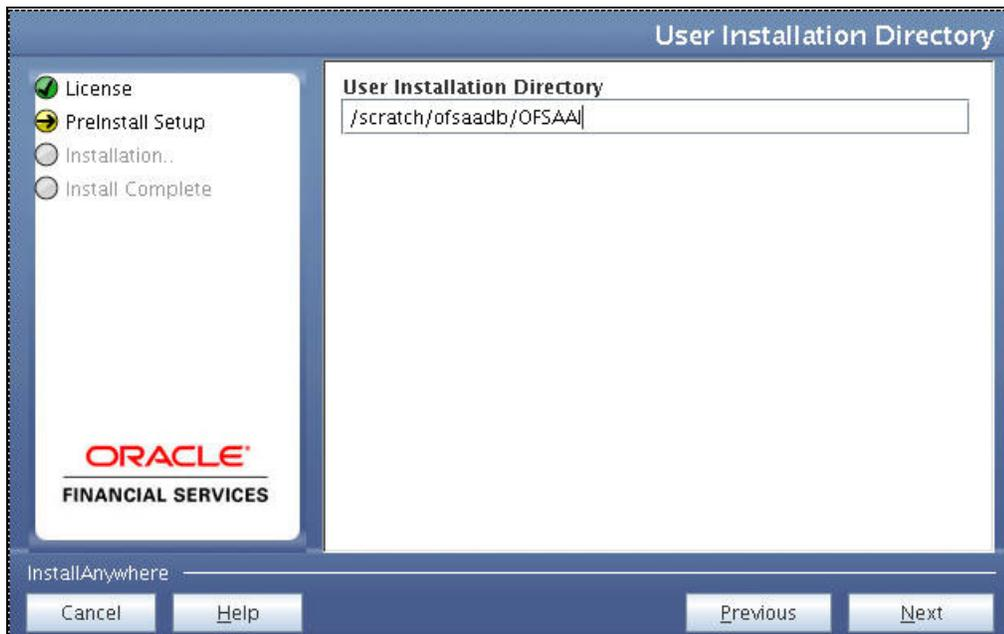 User Installation Directory
License
PreInstall Setup
Installation..
Install Complete
User Installation Directory
/scratch/ofsaadb/OFSAAI
ORACLE
FINANCIAL SERVICES
InstallAnywhere
Cancel
Help
Previous
Next